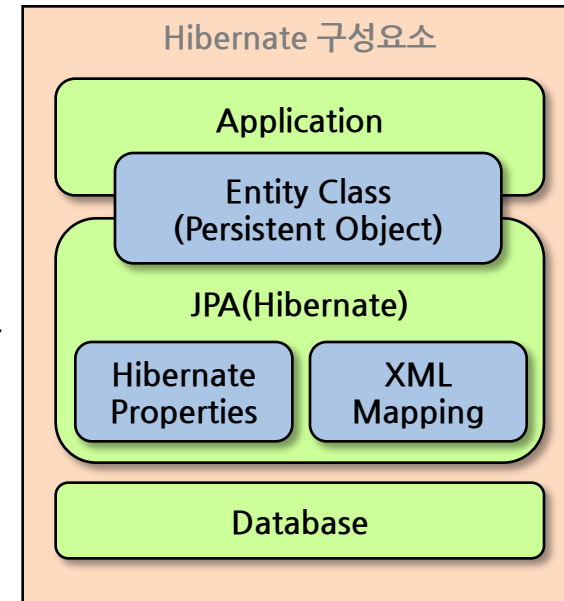 Hibernate 구성요소
Application
Entity Class
(Persistent Object)
JPA(Hibernate)
Hibernate
Properties
XML
Mapping
Database